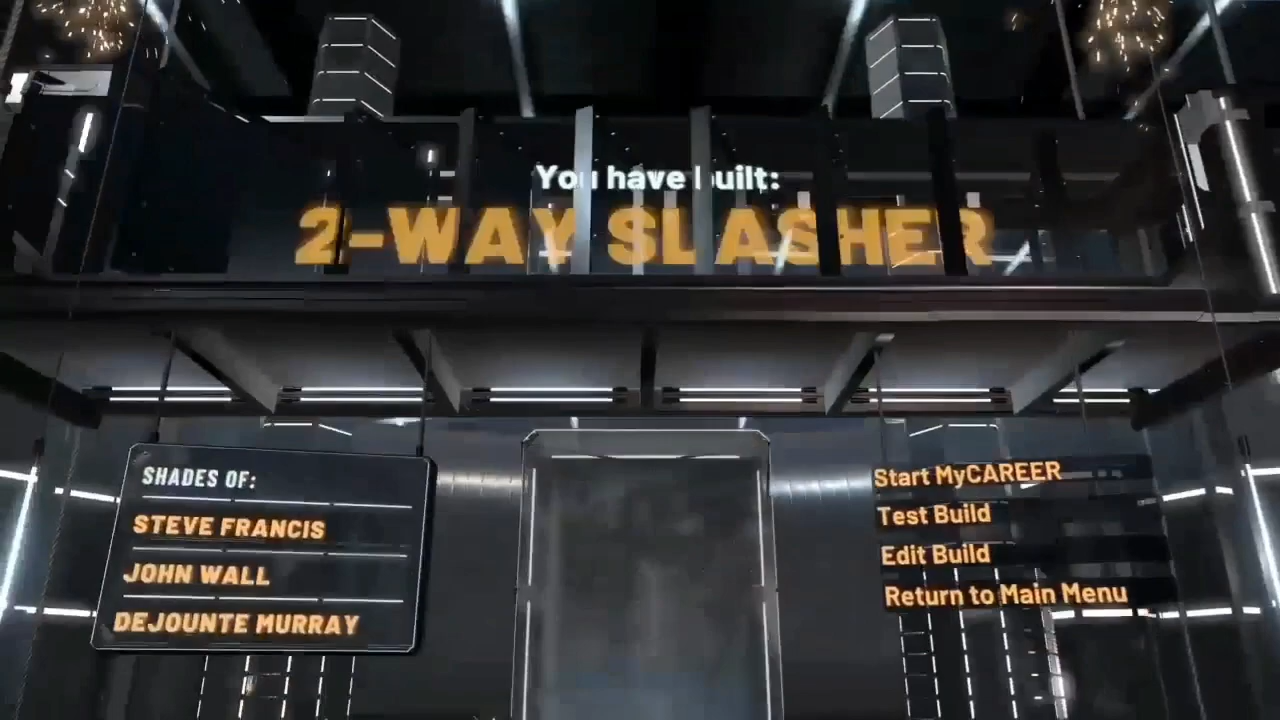 You have built:
2-WAY SLASHER
SHADES OF:
STEVE FRANCIS
JOHN WALL
DEJOUNTE MURRAY
Start MyCAREER
Test Build
Edit Build
Return to Main Menu